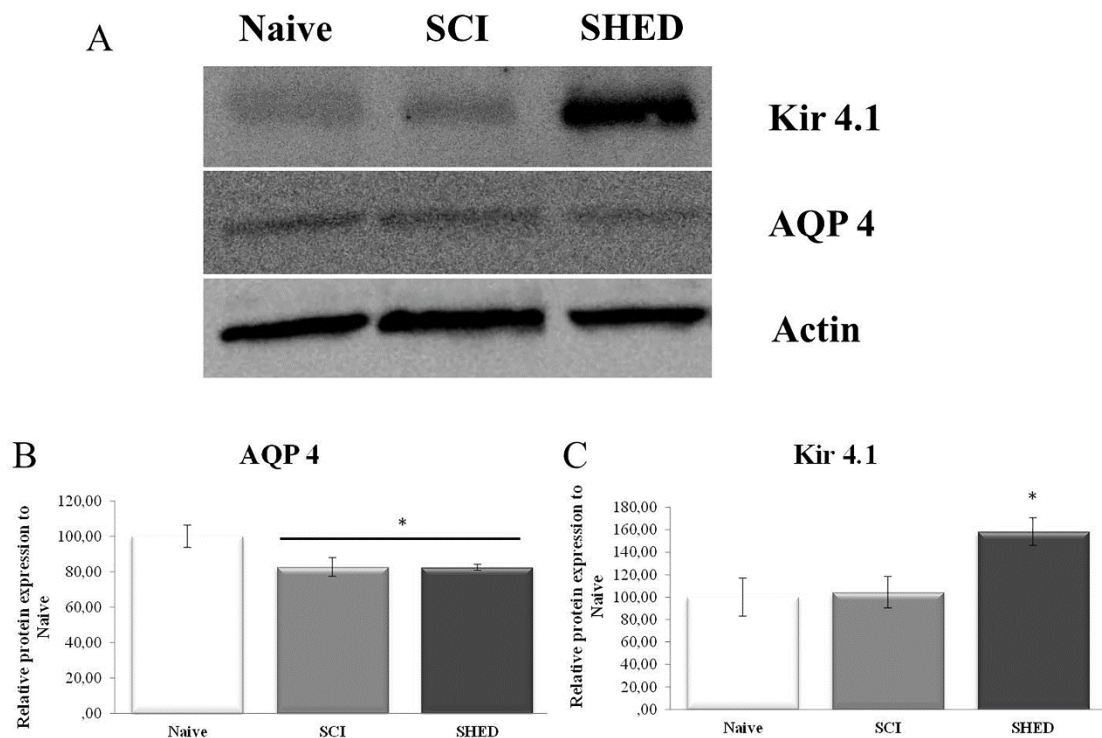 A
Naive SCI SHED
Kir 4.1
AQP 4
Actin
B
AQP 4
Relative protein expression to
Naive
120,00
100,00
80,00
60,00
40,00
20,00
,00
*
Naive SCI SHED
C
Kir 4.1
Relative protein expression to
Naive
180,00
160,00
140,00
120,00
100,00
80,00
60,00
40,00
20,00
,00
*
Naive SCI SHED